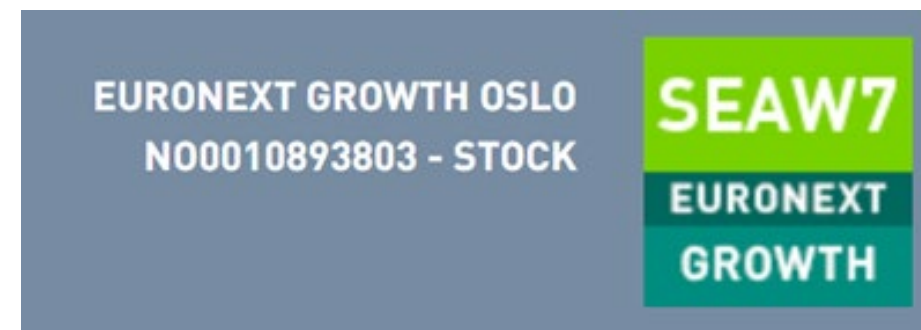 EURONEXT GROWTH OSLO
NO0010893803 - STOCK
SEAW7
EURONEXT
GROWTH